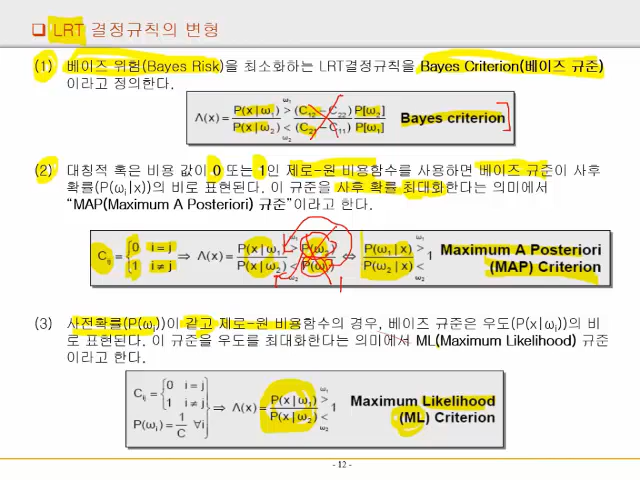 ❑ LRT 결정규칙의 변형
(1) 베이즈 위험(Bayes Risk)을 최소화하는 LRT결정규칙을 Bayes Criterion(베이즈 규준)
이라고 정의한다.
Λ(x) = P(x | ω₁) / P(x | ω₂) ω₁ > < ω₂ (C₁₂ − C₂₂) / (C₂₁ − C₁₁) P[ω₂] / P[ω₁] Bayes criterion
(2) 대칭적 혹은 비용 값이 0 또는 1인 제로-원 비용함수를 사용하면 베이즈 규준이 사후
확률(P(ωᵢ|x))의 비로 표현된다. 이 규준을 사후 확률 최대화한다는 의미에서
“MAP(Maximum A Posteriori) 규준”이라고 한다.
Cᵢⱼ = { 0 i = j 1 i ≠ j ⇒ Λ(x) = P(x | ω₁) / P(x | ω₂) ω₁ > < ω₂ P(ω₂) / P(ω₁) ⇔ P(ω₁ | x) / P(ω₂ | x) ω₁ > < ω₂ 1 Maximum A Posteriori
(MAP) Criterion
1
(3) 사전확률(P(ωᵢ))이 같고 제로-원 비용함수의 경우, 베이즈 규준은 우도(P(x|ωᵢ))의 비
로 표현된다. 이 규준을 우도를 최대화한다는 의미에서 ML(Maximum Likelihood) 규준
이라고 한다.
Cᵢⱼ = { 0 i = j 1 i ≠ j
P(ωᵢ) = 1 / C ∀i } ⇒ Λ(x) = P(x | ω₁) / P(x | ω₂) ω₁ > < ω₂ 1 Maximum Likelihood
(ML) Criterion
- 12 -